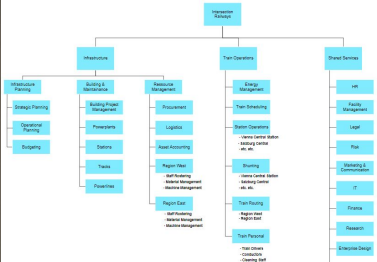 Intersection
Railways
Infrastructure
Train Operations
Shared Services
Infrastructure
Planning
Strategic Planning
Operational
Planning
Budgeting
Building &
Maintainance
Building Project
Management
Powerplants
Stations
Tracks
Powerlines
Ressource
Management
Procurement
Logistics
Asset Accounting
Region West
- Staff Rostering
- Material Management
- Machine Management
Region East
- Staff Rostering
- Material Management
- Machine Management
Energy
Management
Train Scheduling
Station Operations
- Vienna Central Station
- Salzburg Central
- etc. etc.
Shunting
- Vienna Central Station
- Salzburg Central
- etc. etc.
Train Routing
- Region West
- Region East
Train Personal
- Train Drivers
- Conductors
- Cleaning Staff
HR
Facility
Management
Legal
Risk
Marketing &
Communication
IT
Finance
Research
Enterprise Design